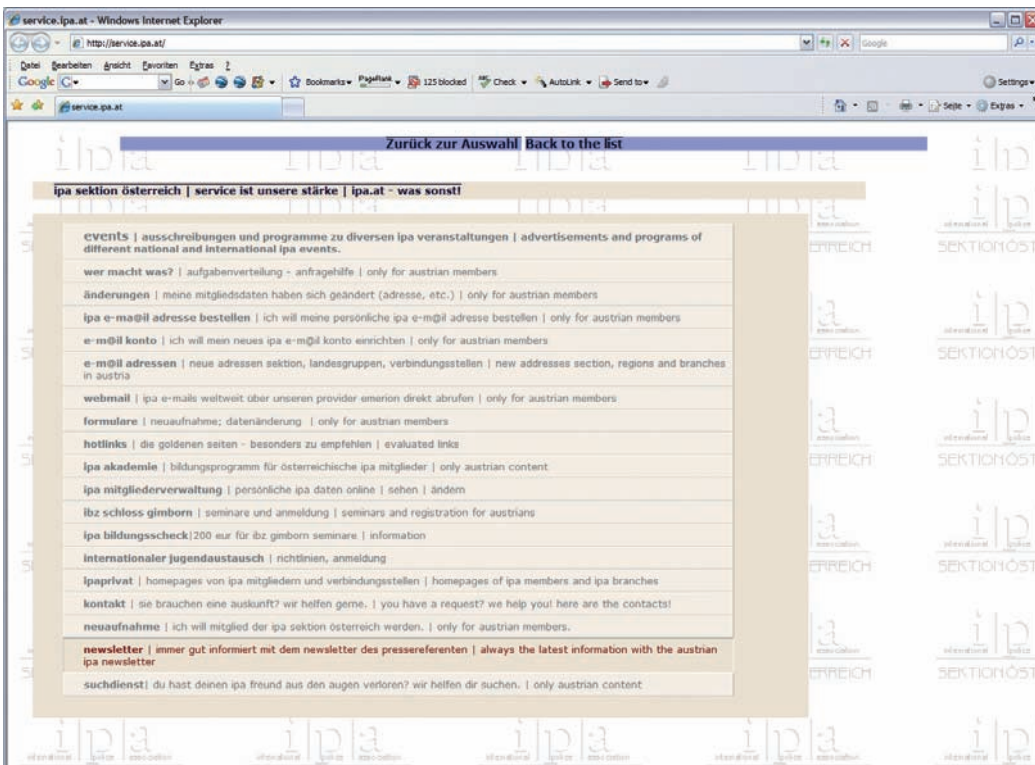 service.ipa.at - Windows Internet Explorer
http://service.ipa.at/
Google
Datei Bearbeiten Ansicht Favoriten Extras ?
Google G Go Bookmarks PageRank 125 blocked Check AutoLink Send to Settings
service.ipa.at Seite Extras
Zurück zur Auswahl Back to the list
ipa sektion österreich | service ist unsere stärke | ipa.at - was sonst!
events | ausschreibungen und programme zu diversen ipa veranstaltungen | advertisements and programs of
different national and international ipa events.
wer macht was? | aufgabenverteilung - anfragehilfe | only for austrian members
änderungen | meine mitgliedsdaten haben sich geändert (adresse, etc.) | only for austrian members
ipa e-ma@il adresse bestellen | ich will meine persönliche ipa e-m@il adresse bestellen | only for austrian members
e-m@il konto | ich will mein neues ipa e-m@il konto einrichten | only for austrian members
e-m@il adressen | neue adressen sektion, landesgruppen, verbindungsstellen | new addresses section, regions and branches
in austria
webmail | ipa e-mails weltweit über unseren provider emerion direkt abrufen | only for austrian members
formulare | neuaufnahme; datenänderung | only for austrian members
hotlinks | die goldenen seiten - besonders zu empfehlen | evaluated links
ipa akademie | bildungsprogramm für österreichische ipa mitglieder | only austrian content
ipa mitgliederverwaltung | persönliche ipa daten online | sehen | ändern
ibz schloss gimborn | seminare und anmeldung | seminars and registration for austrians
ipa bildungsscheck|200 eur für ibz gimborn seminare | information
internationaler jugendaustausch | richtlinien, anmeldung
ipaprivat | homepages von ipa mitgliedern und verbindungsstellen | homepages of ipa members and ipa branches
kontakt | sie brauchen eine auskunft? wir helfen gerne. | you have a request? we help you! here are the contacts!
neuaufnahme | ich will mitglied der ipa sektion österreich werden. | only for austrian members.
newsletter | immer gut informiert mit dem newsletter des pressereferenten | always the latest information with the austrian
ipa newsletter
suchdienst| du hast deinen ipa freund aus den augen verloren? wir helfen dir suchen. | only austrian content